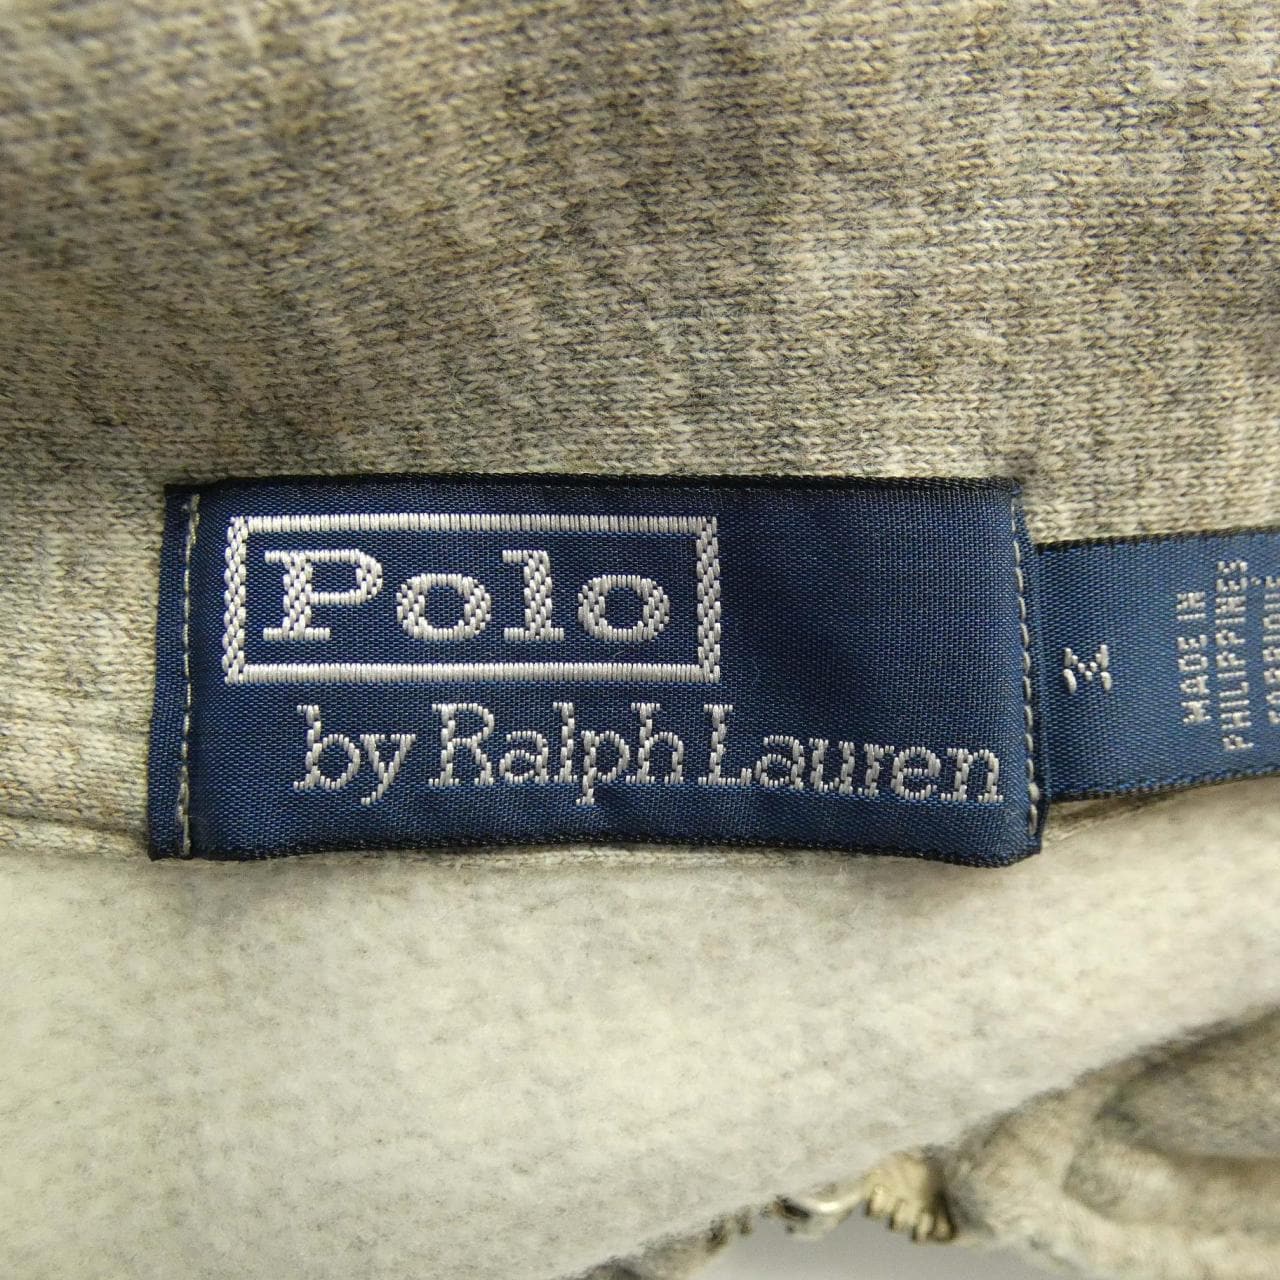 Polo
by Ralph Lauren
M
MADE IN
PHILIPPINES